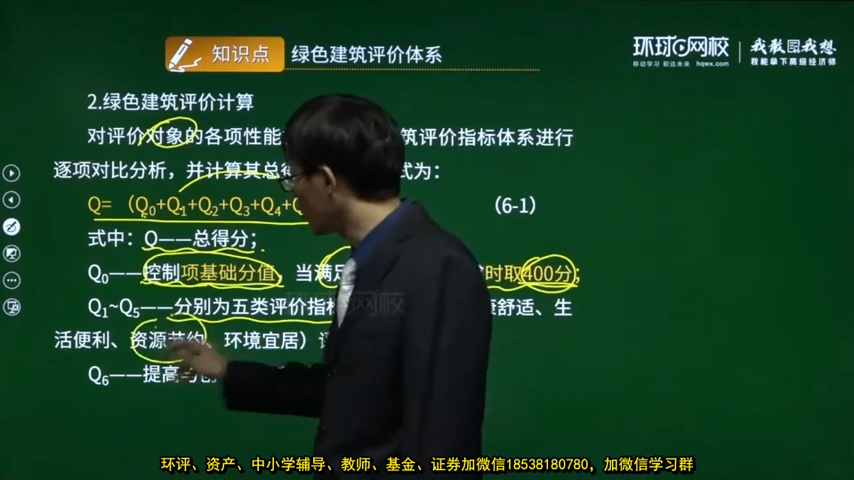 知识点 绿色建筑评价体系
环球网校 我敢因我想
移动学习 职达未来 hqwx.com 我能拿下高级经济师
2.绿色建筑评价计算
对评价对象的各项性能 筑评价指标体系进行
逐项对比分析，并计算其总得 式为：
Q= （Q0+Q1+Q2+Q3+Q4+ （6-1）
式中：Q——总得分；
Q0——控制项基础分值，当满足 时取400分；
Q1~Q5——分别为五类评价指标 康舒适、生
活便利、资源节约、环境宜居）
Q6——提高与创
环评、资产、中小学辅导、教师、基金、证券加微信18538180780，加微信学习群